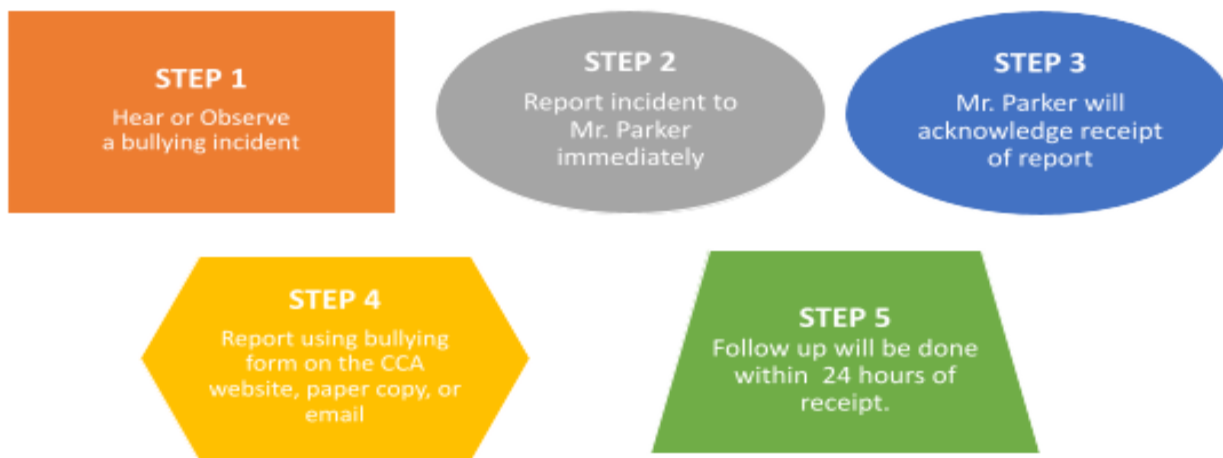 STEP 1
Hear or Observe
a bullying incident
STEP 2
Report incident to
Mr. Parker
immediately
STEP 3
Mr. Parker will
acknowledge receipt
of report
STEP 4
Report using bullying
form on the CCA
website, paper copy, or
email
STEP 5
Follow up will be done
within 24 hours of
receipt.